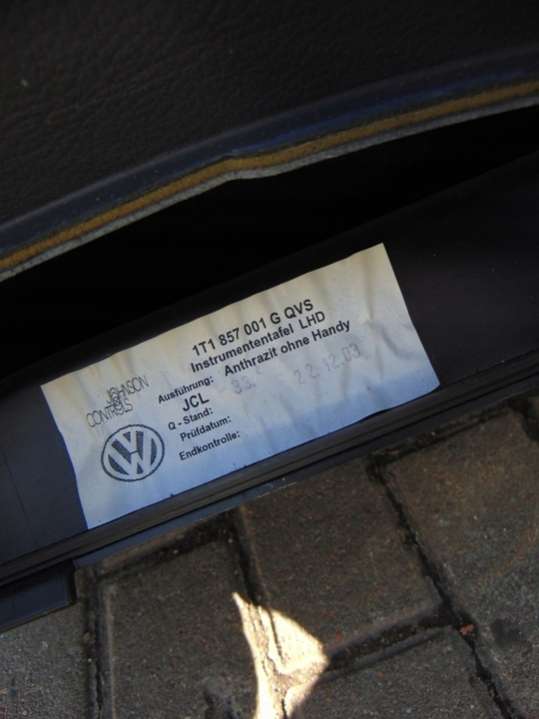 1T1 857 001 G QVS
Instrumententafel LHD
Ausführung: Anthrazit ohne Handy
JOHNSON
CONTROLS
JCL
Q - Stand: 22.12.03
Prüfdatum:
Endkontrolle: